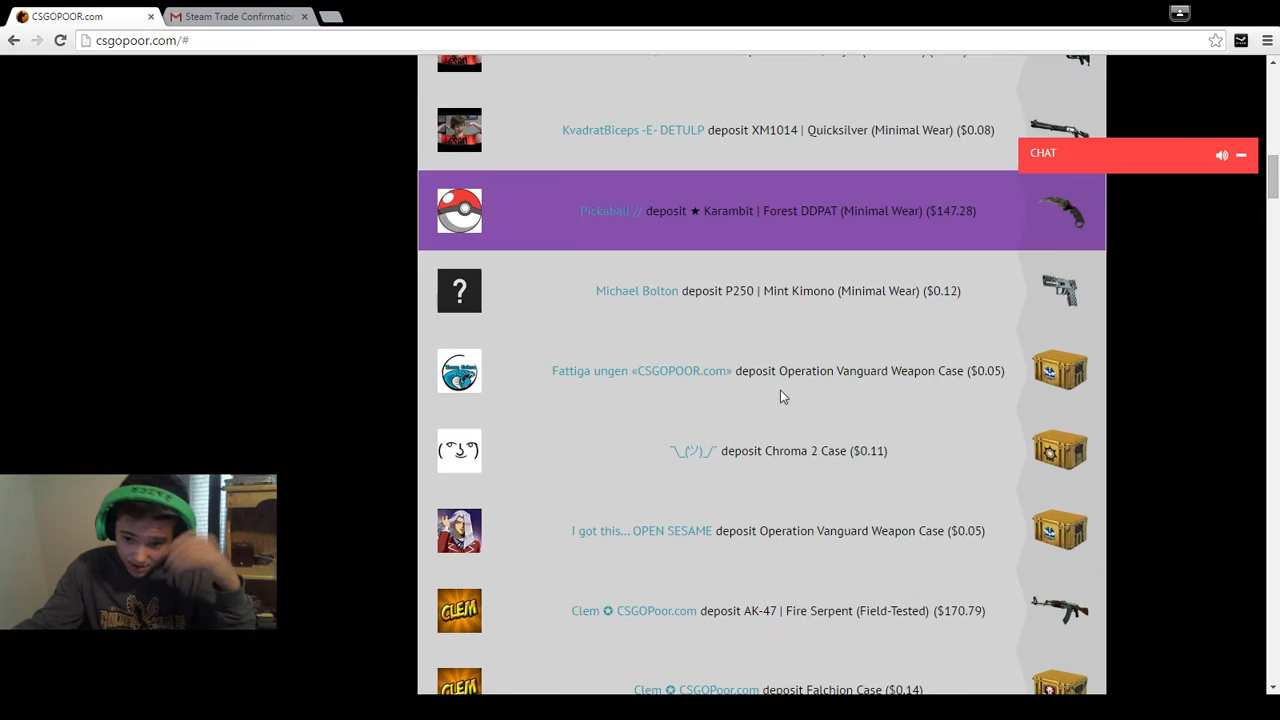 CSGOPOOR.com
Steam Trade Confirmatio
csgopoor.com/#
KvadratBiceps -E- DETULP deposit XM1014 | Quicksilver (Minimal Wear) ($0.08)
CHAT
Pickaball // deposit ★ Karambit | Forest DDPAT (Minimal Wear) ($147.28)
Michael Bolton deposit P250 | Mint Kimono (Minimal Wear) ($0.12)
?
Fattiga ungen «CSGOPOOR.com» deposit Operation Vanguard Weapon Case ($0.05)
( ͡° ͜ʖ ͡°)
¯\_(ツ)_/¯ deposit Chroma 2 Case ($0.11)
I got this... OPEN SESAME deposit Operation Vanguard Weapon Case ($0.05)
CLEM
Clem ✪ CSGOPoor.com deposit AK-47 | Fire Serpent (Field-Tested) ($170.79)
CLEM
Clem ✪ CSGOPoor.com deposit Falchion Case ($0.14)